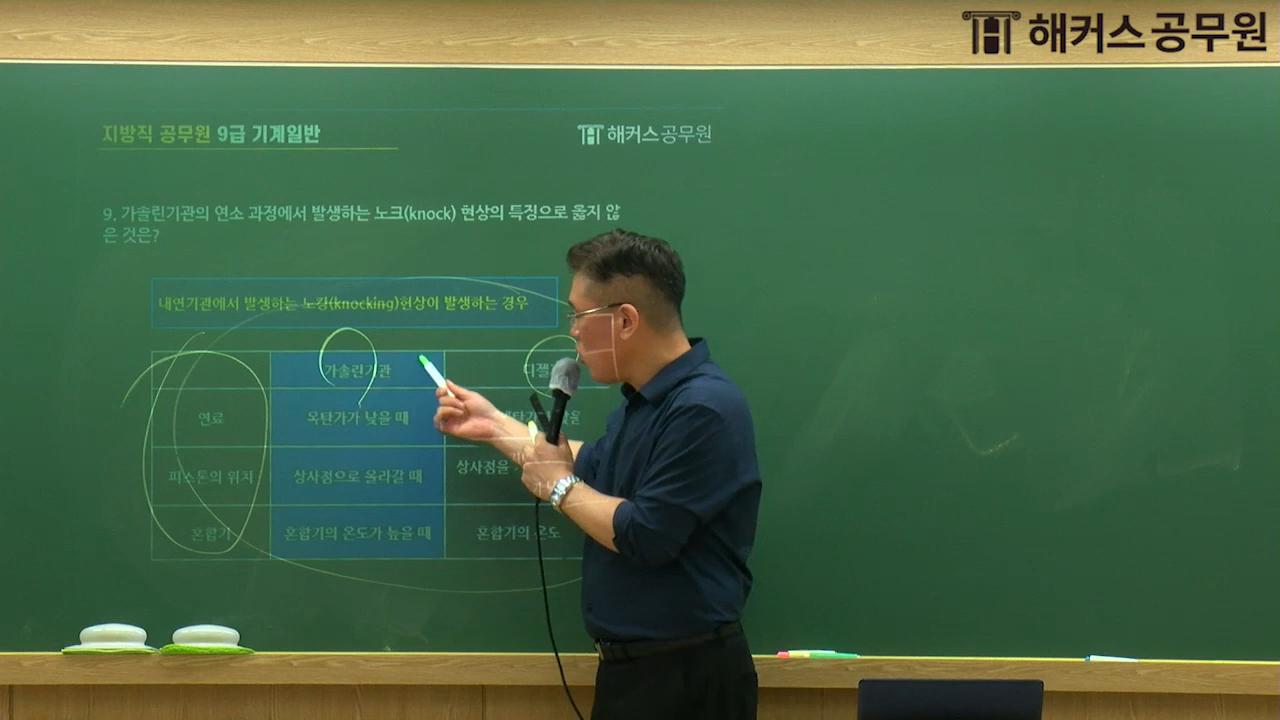 해커스공무원
지방직 공무원 9급 기계일반
해커스공무원
9. 가솔린기관의 연소 과정에서 발생하는 노크(knock) 현상의 특징으로 옳지 않
은 것은?
내연기관에서 발생하는 노킹(knocking)현상이 발생하는 경우
가솔린기관 디젤
연료 옥탄가가 낮을 때
피스톤의 위치 상사점으로 올라갈 때 상사점을
혼합기 혼합기의 온도가 높을 때 혼합기의 온도